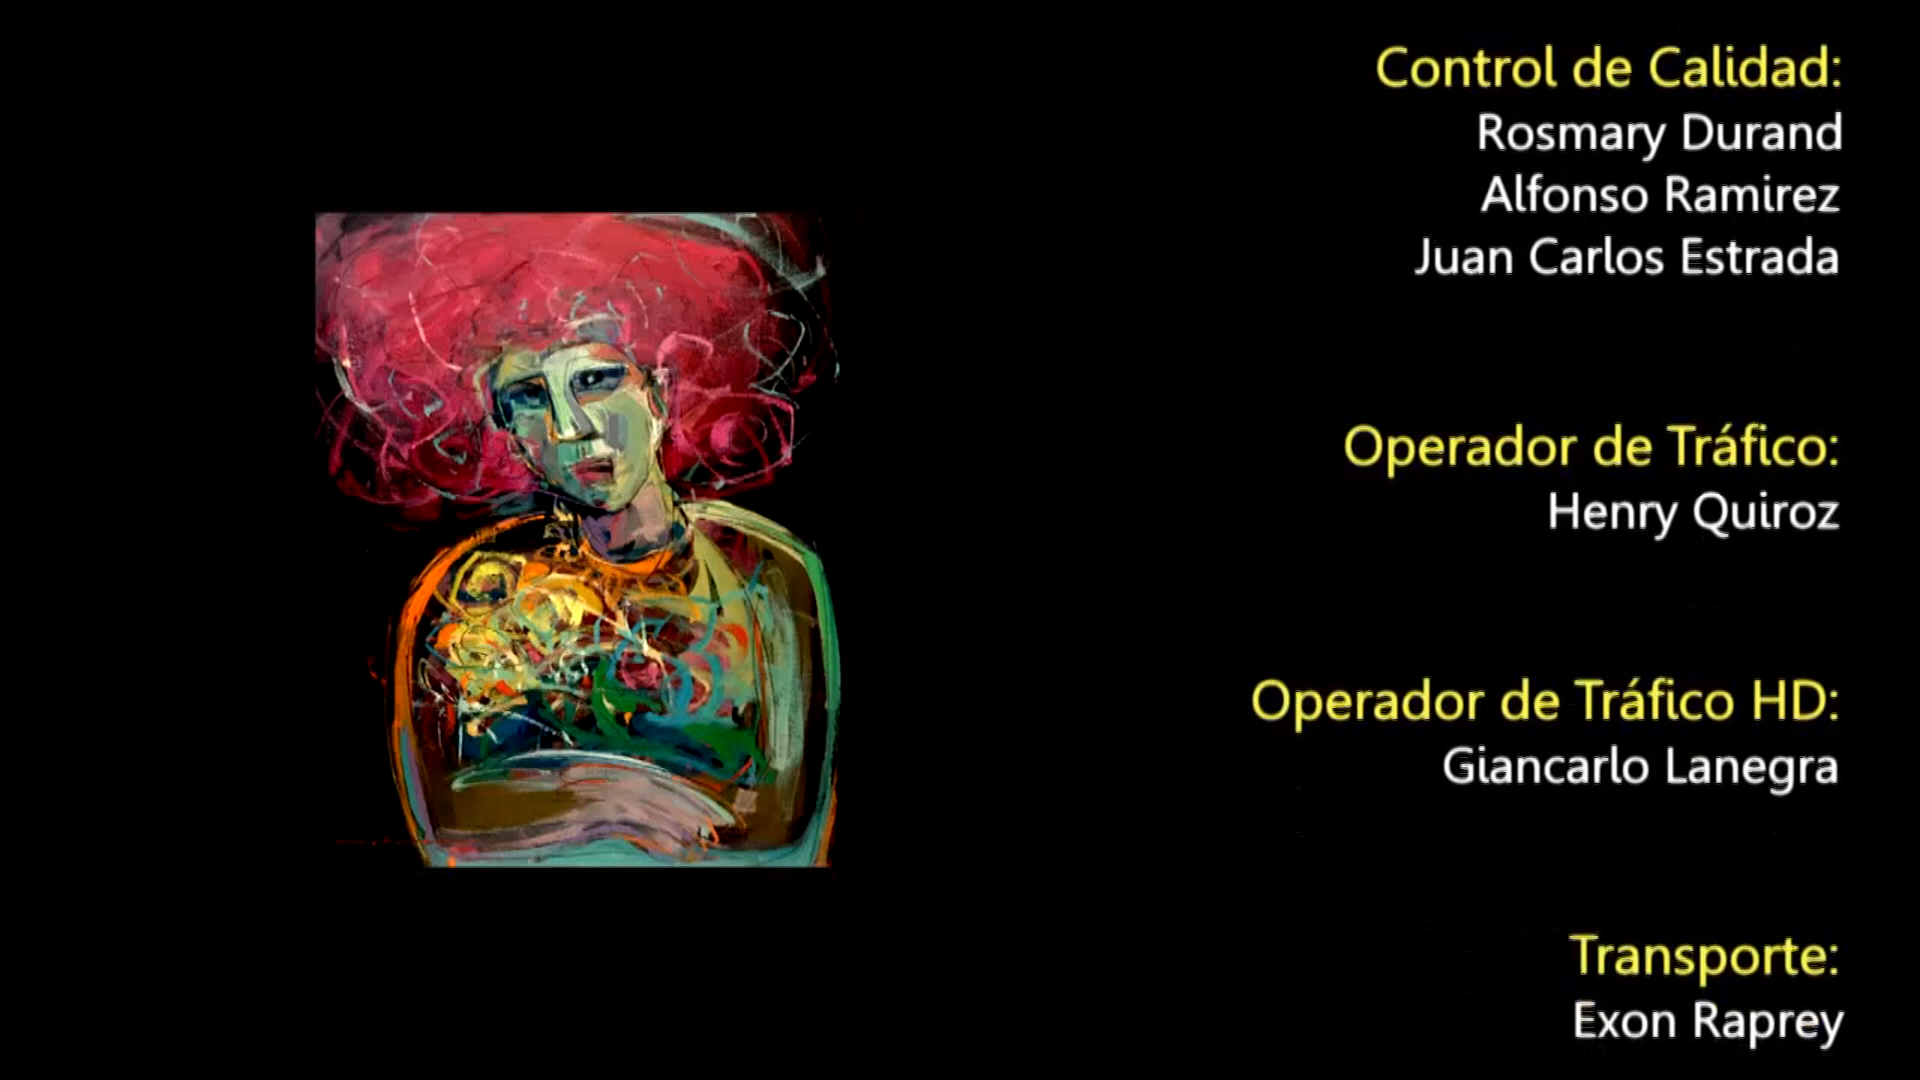 Control de Calidad:
Rosmary Durand
Alfonso Ramirez
Juan Carlos Estrada
Operador de Tráfico:
Henry Quiroz
Operador de Tráfico HD:
Giancarlo Lanegra
Transporte:
Exon Raprey